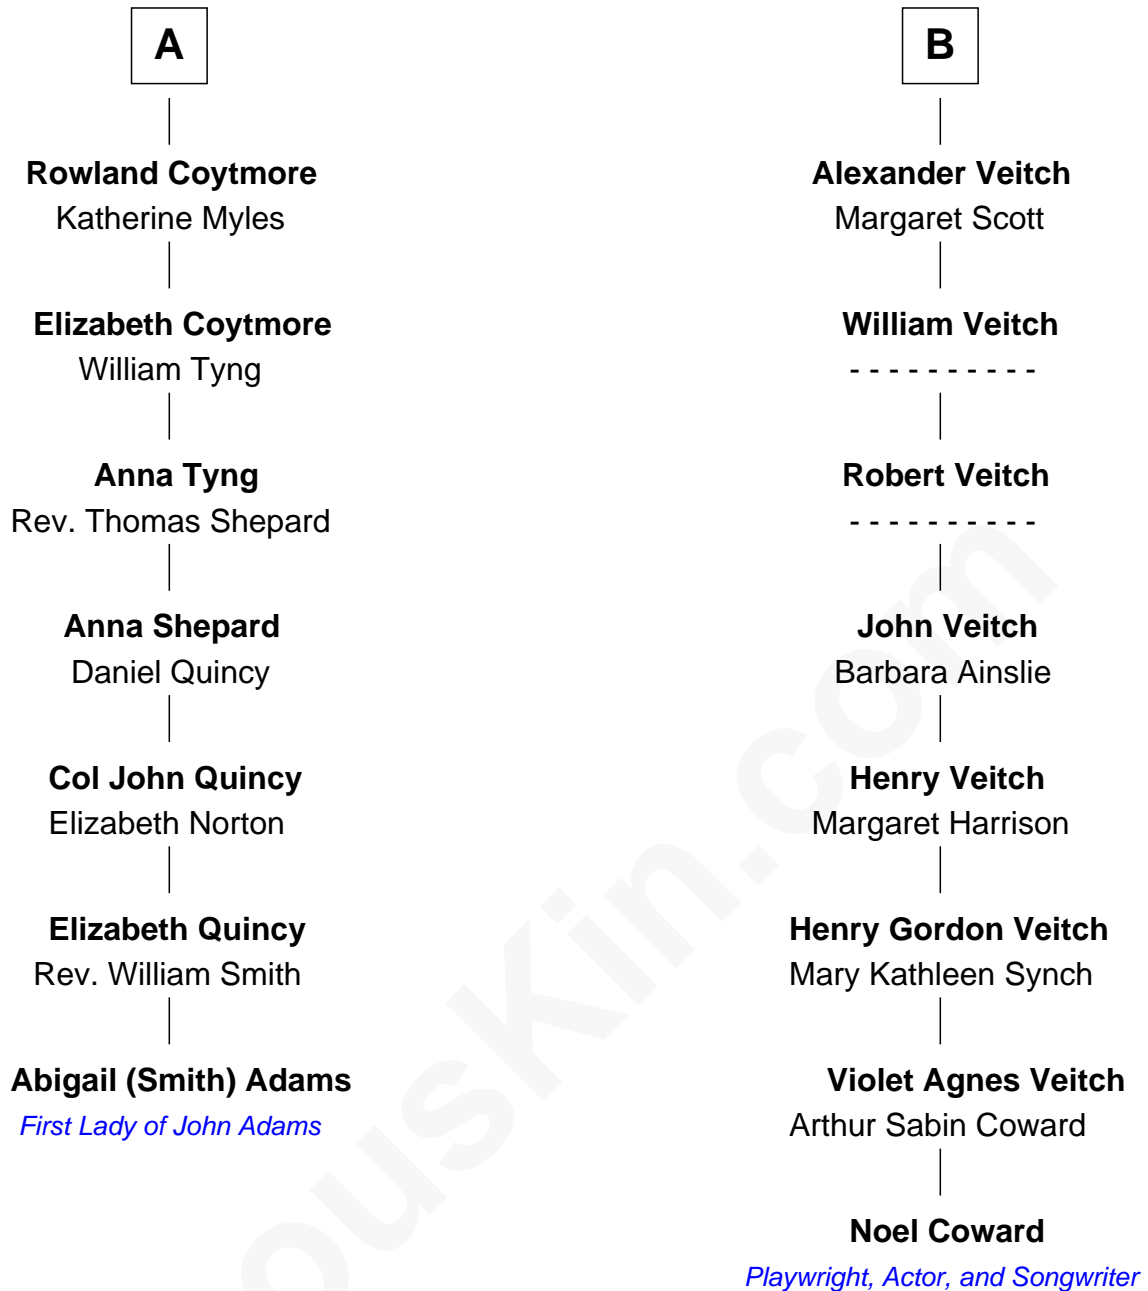 A
Rowland Coytmore
Katherine Myles
Elizabeth Coytmore
William Tyng
Anna Tyng
Rev. Thomas Shepard
Anna Shepard
Daniel Quincy
Col John Quincy
Elizabeth Norton
Elizabeth Quincy
Rev. William Smith
Abigail (Smith) Adams
First Lady of John Adams
B
Alexander Veitch
Margaret Scott
William Veitch
- - - - - - - - - -
Robert Veitch
- - - - - - - - - -
John Veitch
Barbara Ainslie
Henry Veitch
Margaret Harrison
Henry Gordon Veitch
Mary Kathleen Synch
Violet Agnes Veitch
Arthur Sabin Coward
Noel Coward
Playwright, Actor, and Songwriter
ousKin.com